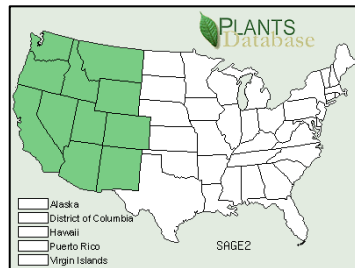 PLANTS
Database
Alaska
District of Columbia
Hawaii
Puerto Rico
Virgin Islands
SAGE2